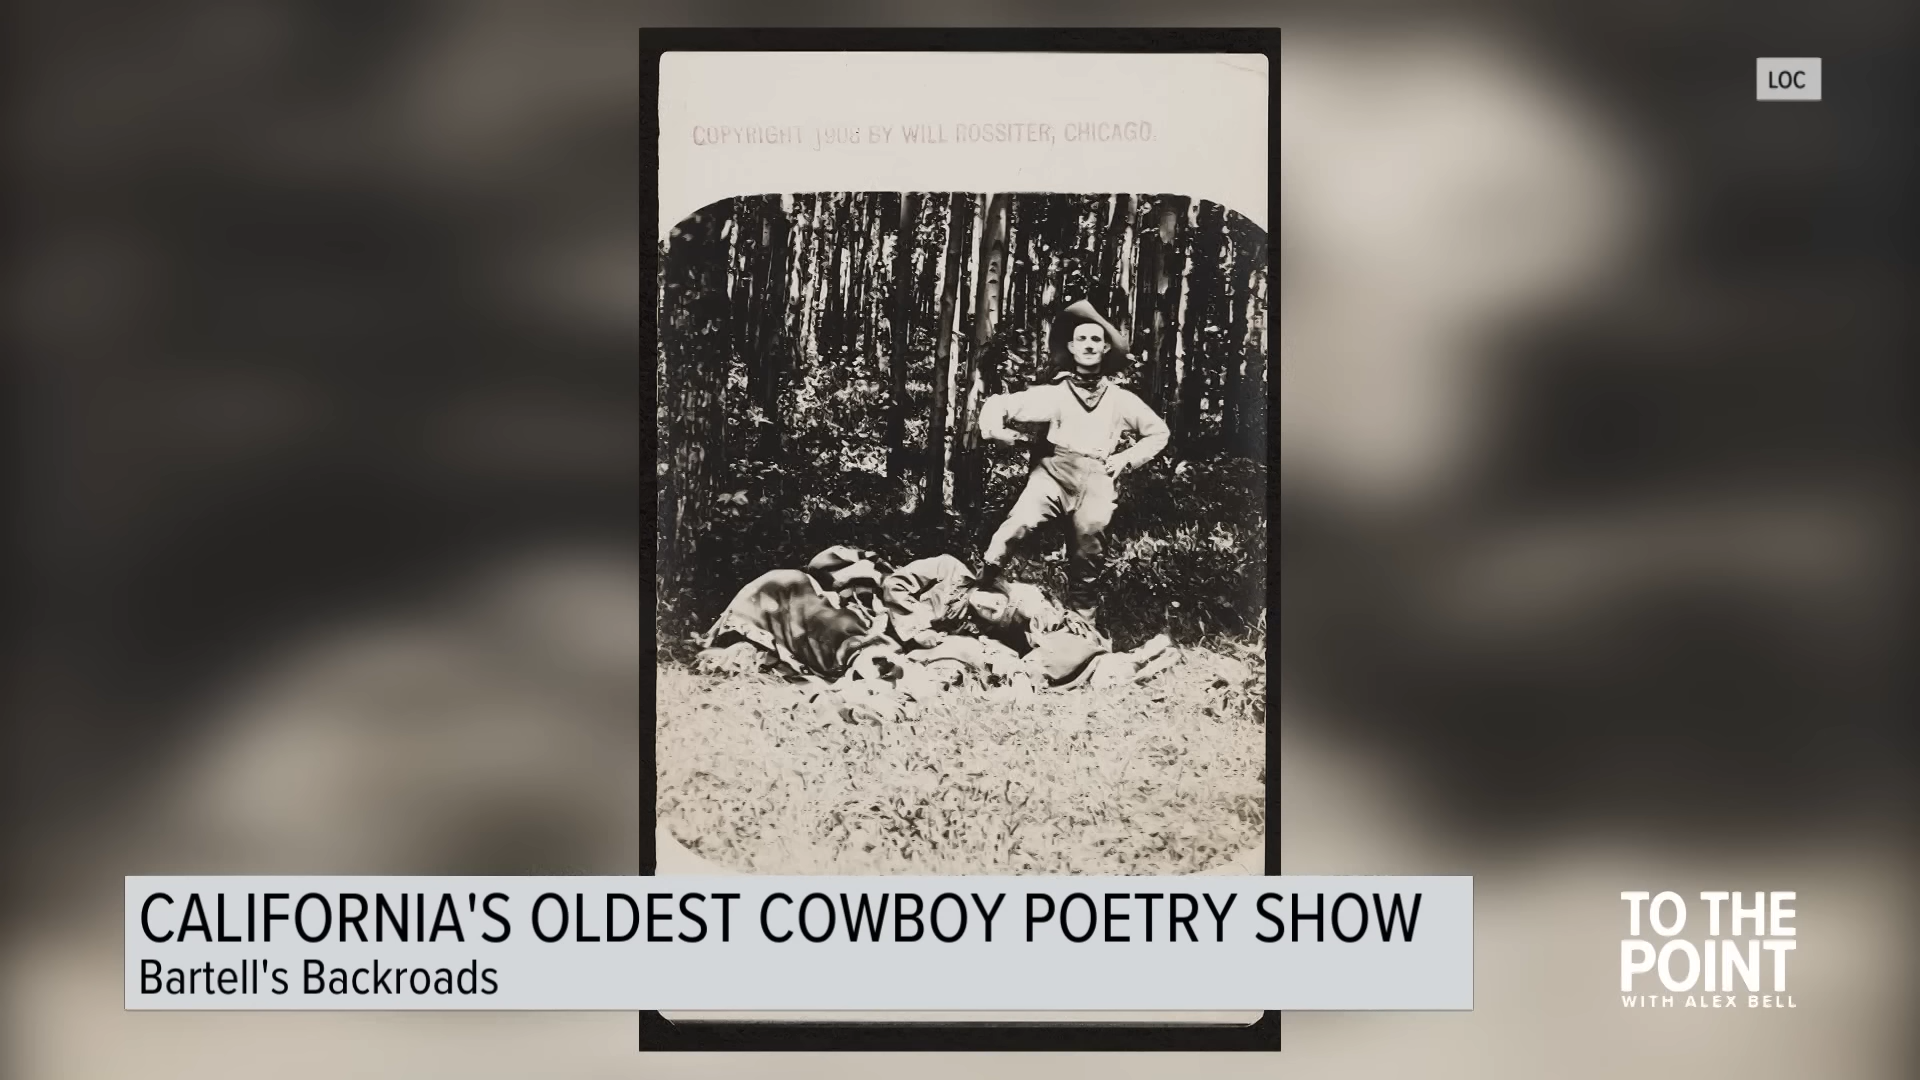 LOC
COPYRIGHT 1908 BY WILL ROSSITER, CHICAGO.
CALIFORNIA'S OLDEST COWBOY POETRY SHOW
Bartell's Backroads
TO THE
POINT
WITH ALEX BELL